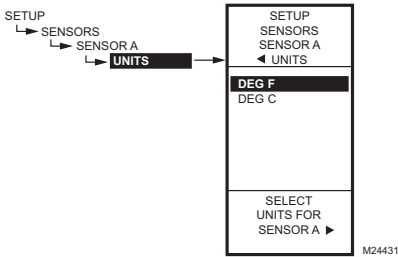 SETUP
SENSORS
SENSOR A
UNITS
SETUP
SENSORS
SENSOR A
◄ UNITS
DEG F
DEG C
SELECT
UNITS FOR
SENSOR A ►
M24431